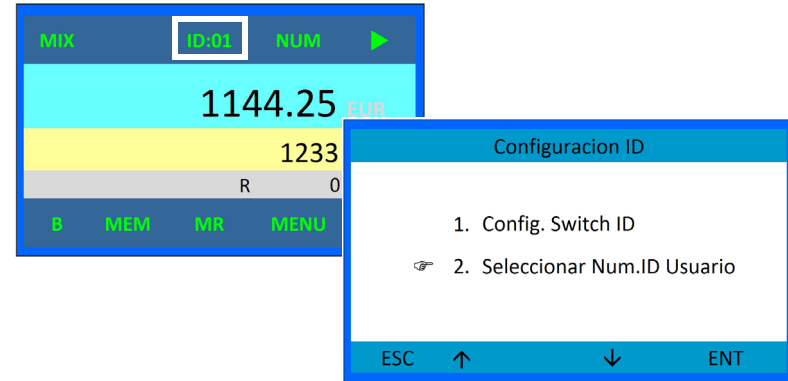 MIX ID:01 NUM
1144.25 EUR
1233
R 0
B MEM MR MENU
Configuracion ID
1. Config. Switch ID
2. Seleccionar Num.ID Usuario
ESC ↑ ↓ ENT